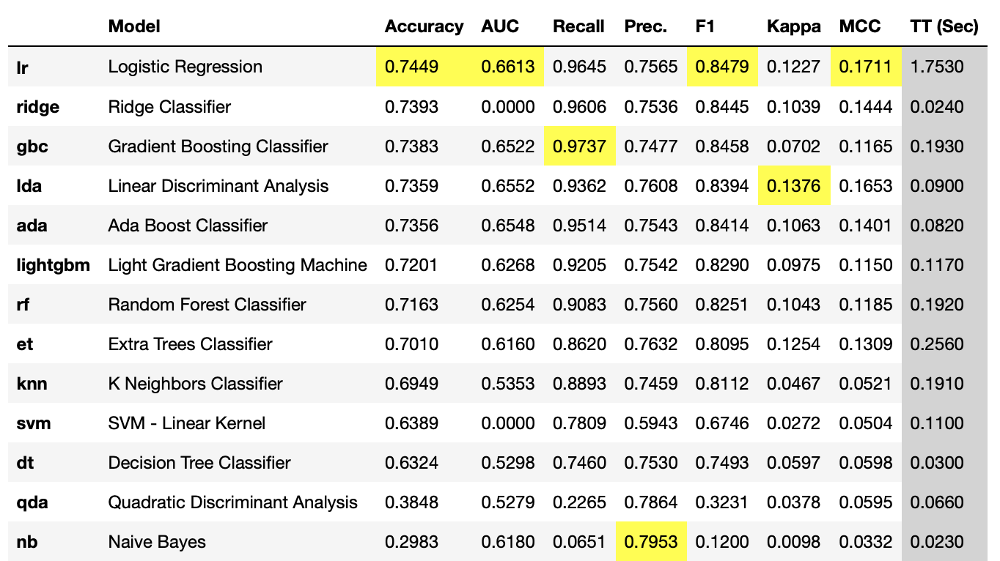 Model Accuracy AUC Recall Prec. F1 Kappa MCC TT (Sec)
lr Logistic Regression 0.7449 0.6613 0.9645 0.7565 0.8479 0.1227 0.1711 1.7530
ridge Ridge Classifier 0.7393 0.0000 0.9606 0.7536 0.8445 0.1039 0.1444 0.0240
gbc Gradient Boosting Classifier 0.7383 0.6522 0.9737 0.7477 0.8458 0.0702 0.1165 0.1930
lda Linear Discriminant Analysis 0.7359 0.6552 0.9362 0.7608 0.8394 0.1376 0.1653 0.0900
ada Ada Boost Classifier 0.7356 0.6548 0.9514 0.7543 0.8414 0.1063 0.1401 0.0820
lightgbm Light Gradient Boosting Machine 0.7201 0.6268 0.9205 0.7542 0.8290 0.0975 0.1150 0.1170
rf Random Forest Classifier 0.7163 0.6254 0.9083 0.7560 0.8251 0.1043 0.1185 0.1920
et Extra Trees Classifier 0.7010 0.6160 0.8620 0.7632 0.8095 0.1254 0.1309 0.2560
knn K Neighbors Classifier 0.6949 0.5353 0.8893 0.7459 0.8112 0.0467 0.0521 0.1910
svm SVM - Linear Kernel 0.6389 0.0000 0.7809 0.5943 0.6746 0.0272 0.0504 0.1100
dt Decision Tree Classifier 0.6324 0.5298 0.7460 0.7530 0.7493 0.0597 0.0598 0.0300
qda Quadratic Discriminant Analysis 0.3848 0.5279 0.2265 0.7864 0.3231 0.0378 0.0595 0.0660
nb Naive Bayes 0.2983 0.6180 0.0651 0.7953 0.1200 0.0098 0.0332 0.0230